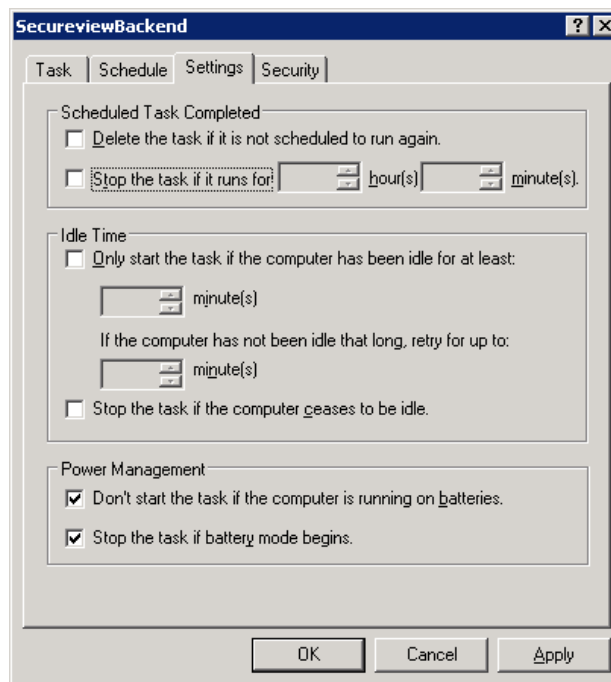 SecureviewBackend
Task Schedule Settings Security
Scheduled Task Completed
Delete the task if it is not scheduled to run again.
Stop the task if it runs for: hour(s) minute(s).
Idle Time
Only start the task if the computer has been idle for at least:
minute(s)
If the computer has not been idle that long, retry for up to:
minute(s)
Stop the task if the computer ceases to be idle.
Power Management
Don't start the task if the computer is running on batteries.
Stop the task if battery mode begins.
OK Cancel Apply